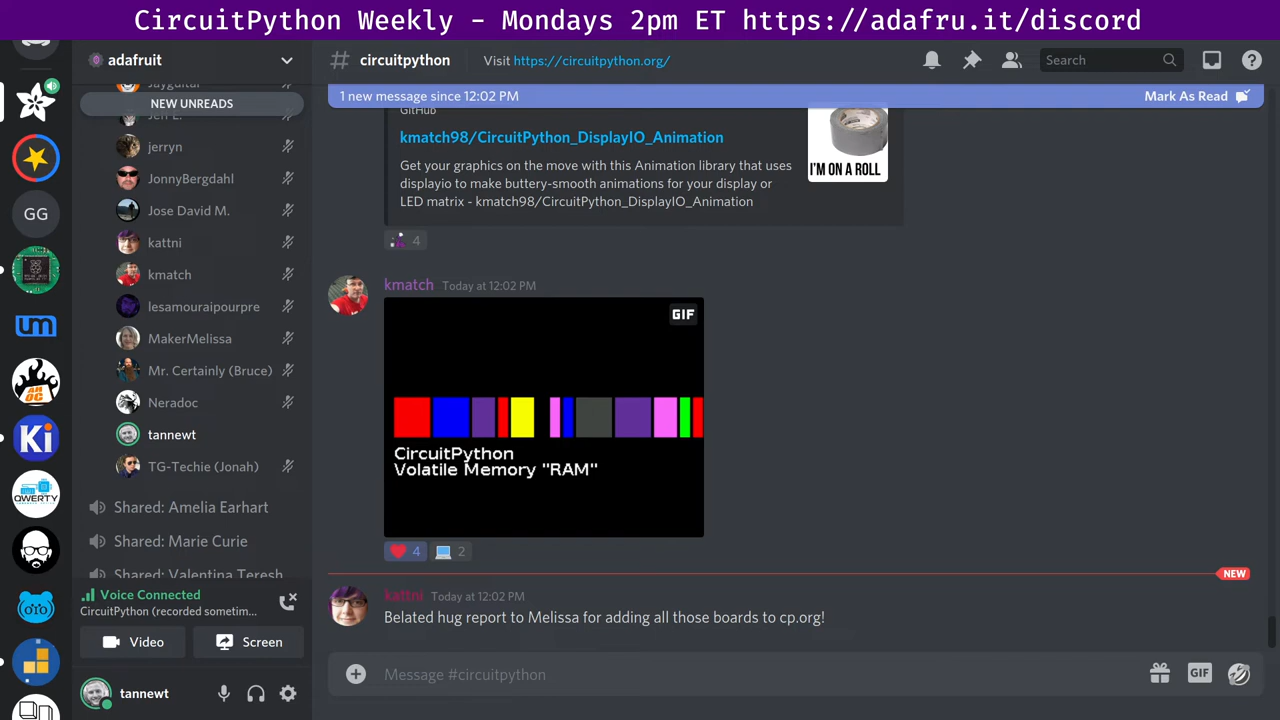 CircuitPython Weekly - Mondays 2pm ET https://adafru.it/discord
adafruit
circuitpython
Visit https://circuitpython.org/
Search
NEW UNREADS
jerryn
JonnyBergdahl
Jose David M.
kattni
kmatch
lesamouraipourpre
MakerMelissa
Mr. Certainly (Bruce)
Neradoc
tannewt
TG-Techie (Jonah)
Shared: Amelia Earhart
Shared: Marie Curie
Shared: Valentina Teresh
Voice Connected
CircuitPython (recorded sometim...
Video
Screen
tannewt
GG
1 new message since 12:02 PM
Mark As Read
GitHub
kmatch98/CircuitPython_DisplayIO_Animation
Get your graphics on the move with this Animation library that uses
displayio to make buttery-smooth animations for your display or
LED matrix - kmatch98/CircuitPython_DisplayIO_Animation
I'M ON A ROLL
4
kmatch Today at 12:02 PM
GIF
CircuitPython
Volatile Memory "RAM"
4
2
NEW
kattni Today at 12:02 PM
Belated hug report to Melissa for adding all those boards to cp.org!
Message #circuitpython
GIF
um
Ki
QWERTY